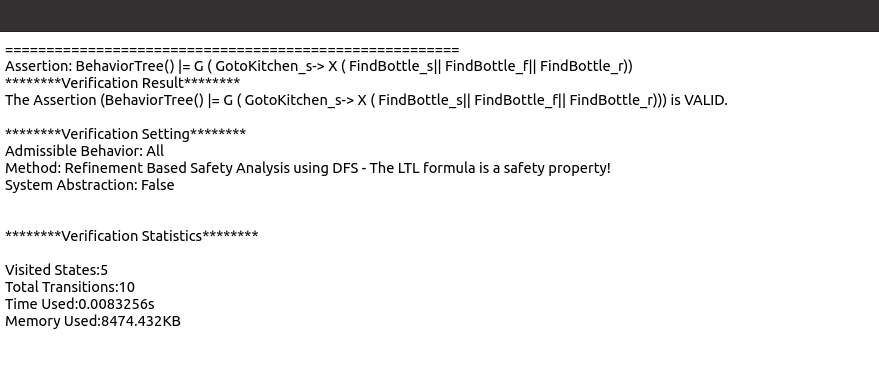 =======================================================
Assertion: BehaviorTree() |= G ( GotoKitchen_s-> X ( FindBottle_s|| FindBottle_f|| FindBottle_r))
********Verification Result********
The Assertion (BehaviorTree() |= G ( GotoKitchen_s-> X ( FindBottle_s|| FindBottle_f|| FindBottle_r))) is VALID.
********Verification Setting********
Admissible Behavior: All
Method: Refinement Based Safety Analysis using DFS - The LTL formula is a safety property!
System Abstraction: False
********Verification Statistics********
Visited States:5
Total Transitions:10
Time Used:0.0083256s
Memory Used:8474.432KB